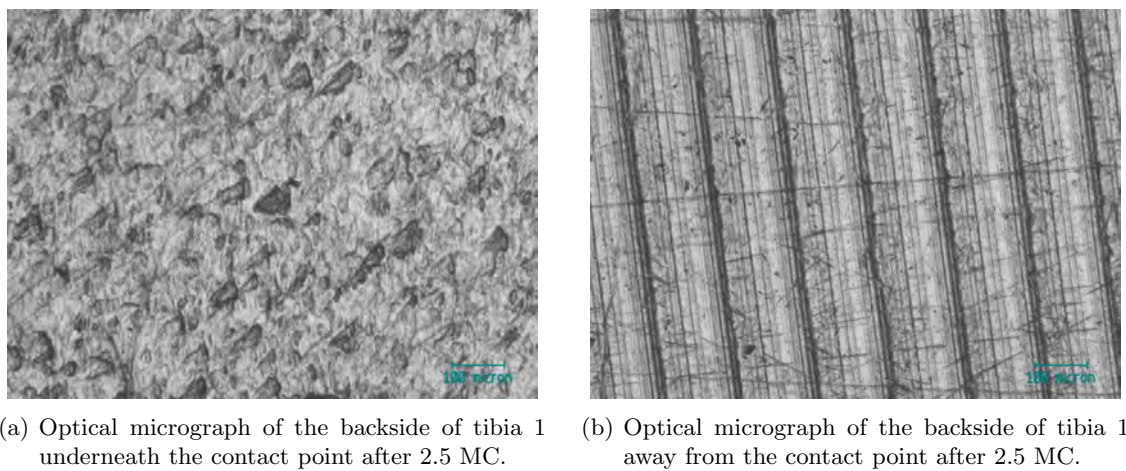 100 micron
100 micron
(a) Optical micrograph of the backside of tibia 1
underneath the contact point after 2.5 MC.
(b) Optical micrograph of the backside of tibia 1
away from the contact point after 2.5 MC.